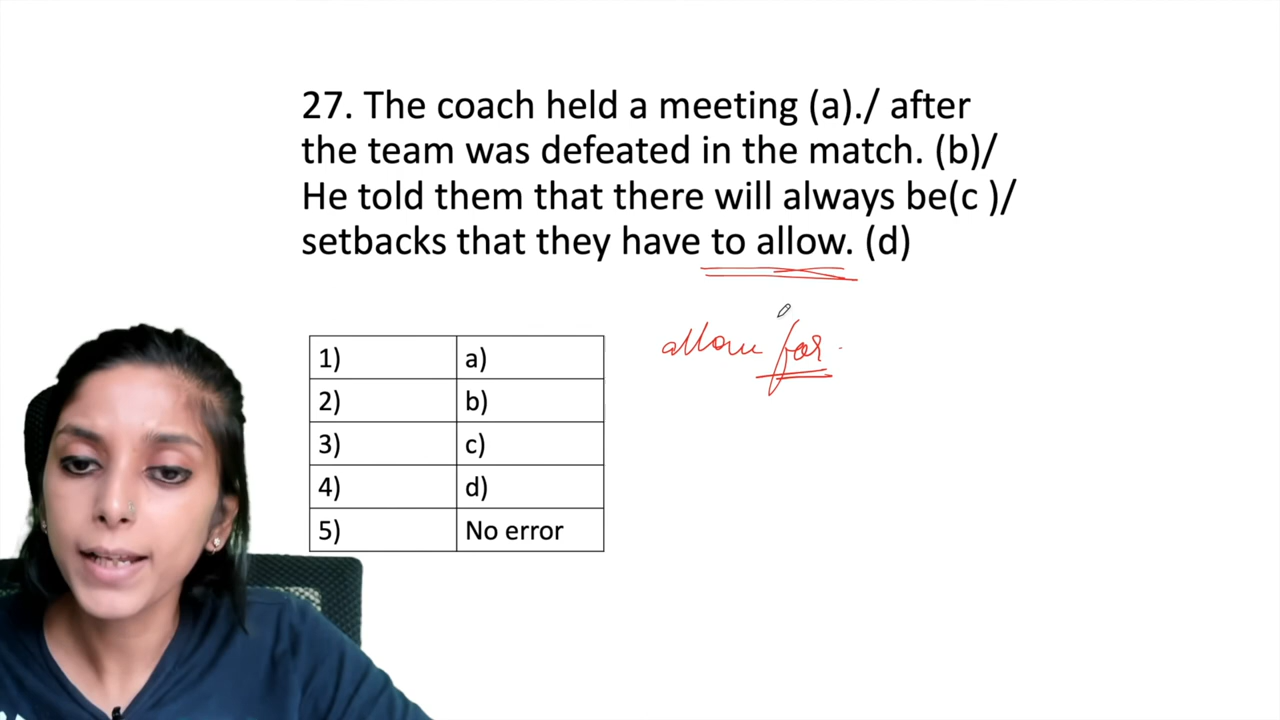 27. The coach held a meeting (a)./ after
the team was defeated in the match. (b)/
He told them that there will always be(c )/
setbacks that they have to allow. (d)
allow for.
1) a)
2) b)
3) c)
4) d)
5) No error